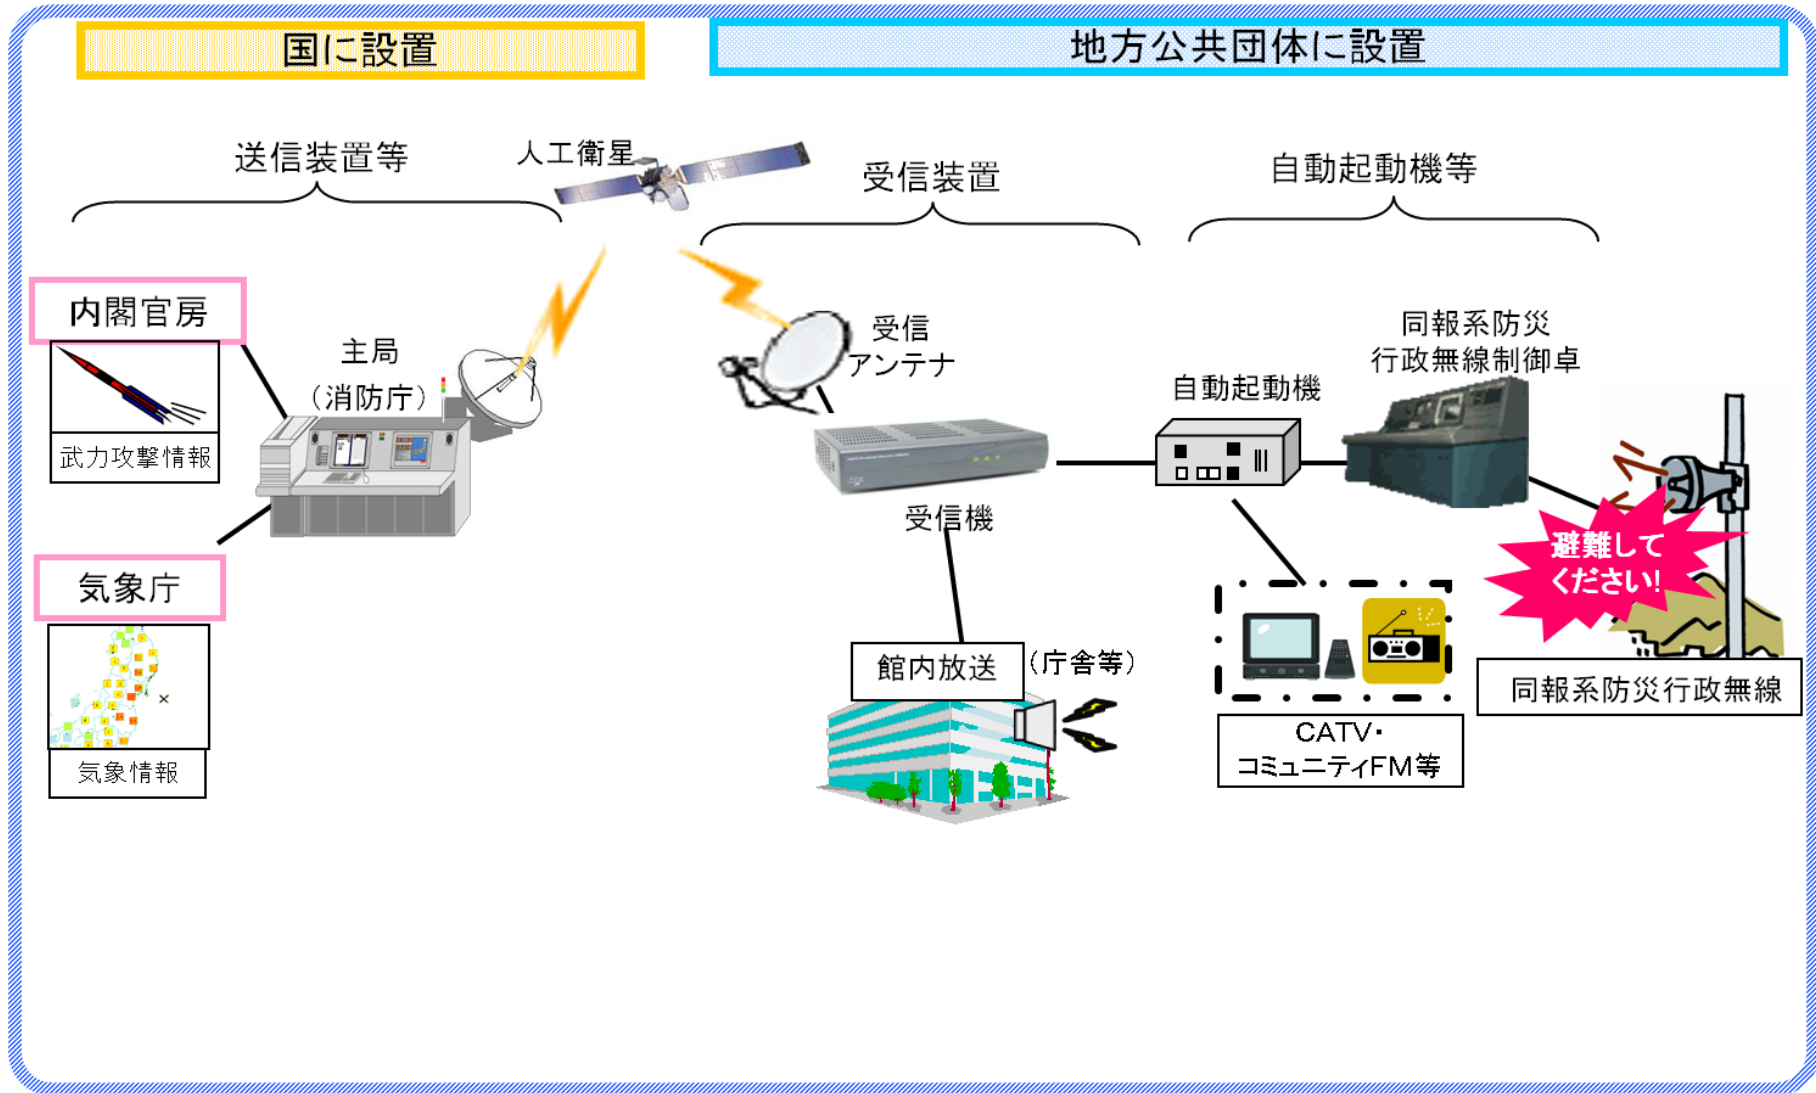 国に設置
地方公共団体に設置
送信装置等
人工衛星
受信装置
自動起動機等
内閣官房
武力攻撃情報
主局
（消防庁）
気象庁
気象情報
受信
アンテナ
受信機
館内放送
（庁舎等）
自動起動機
同報系防災
行政無線制御卓
CATV・
コミュニティFM等
避難して
ください!
同報系防災行政無線